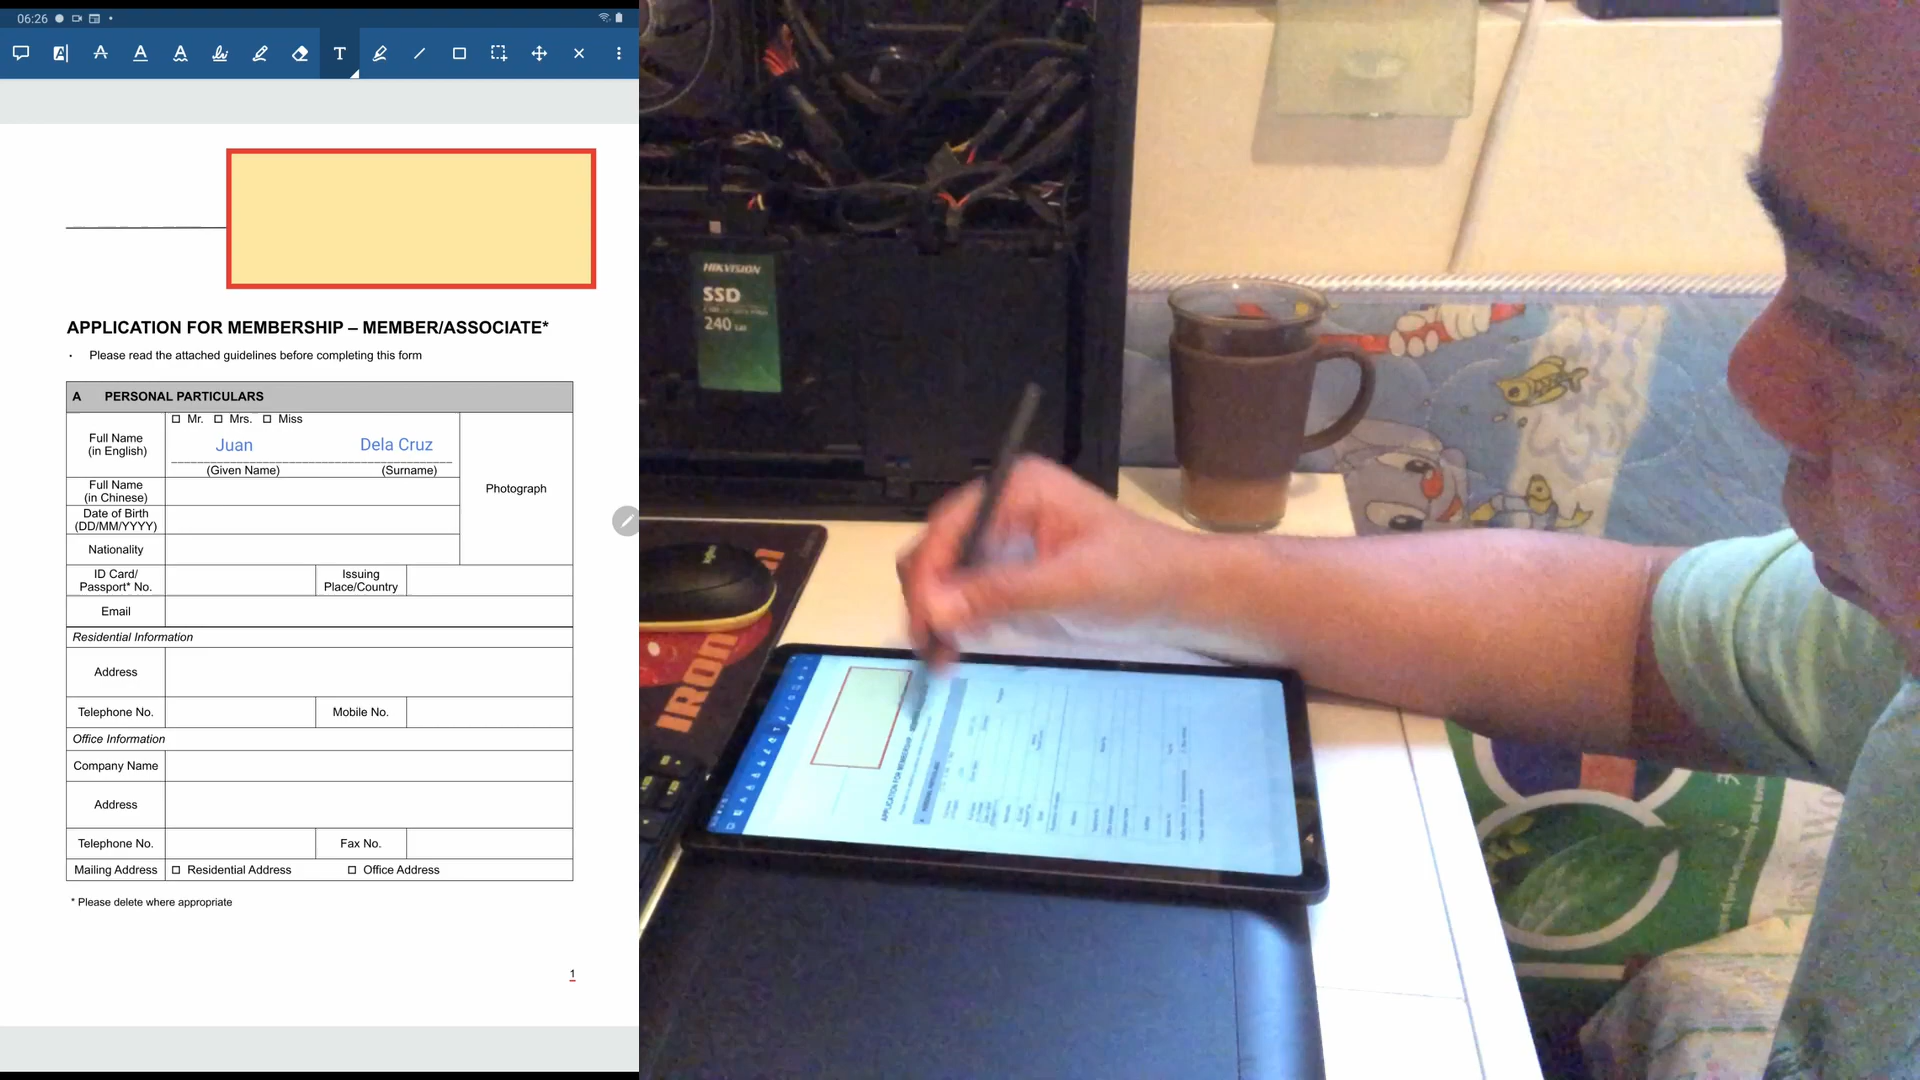 06:26
T
APPLICATION FOR MEMBERSHIP – MEMBER/ASSOCIATE*
· Please read the attached guidelines before completing this form
A PERSONAL PARTICULARS
☐ Mr. ☐ Mrs. ☐ Miss
Full Name
(in English)
Juan Dela Cruz
(Given Name) (Surname)
Photograph
Full Name
(in Chinese)
Date of Birth
(DD/MM/YYYY)
Nationality
ID Card/
Passport* No.
Issuing
Place/Country
Email
Residential Information
Address
Telephone No. Mobile No.
Office Information
Company Name
Address
Telephone No. Fax No.
Mailing Address ☐ Residential Address ☐ Office Address
* Please delete where appropriate
1
HIKVISION
SSD
240
IRON
APPLICATION FOR MEMBERSHIP